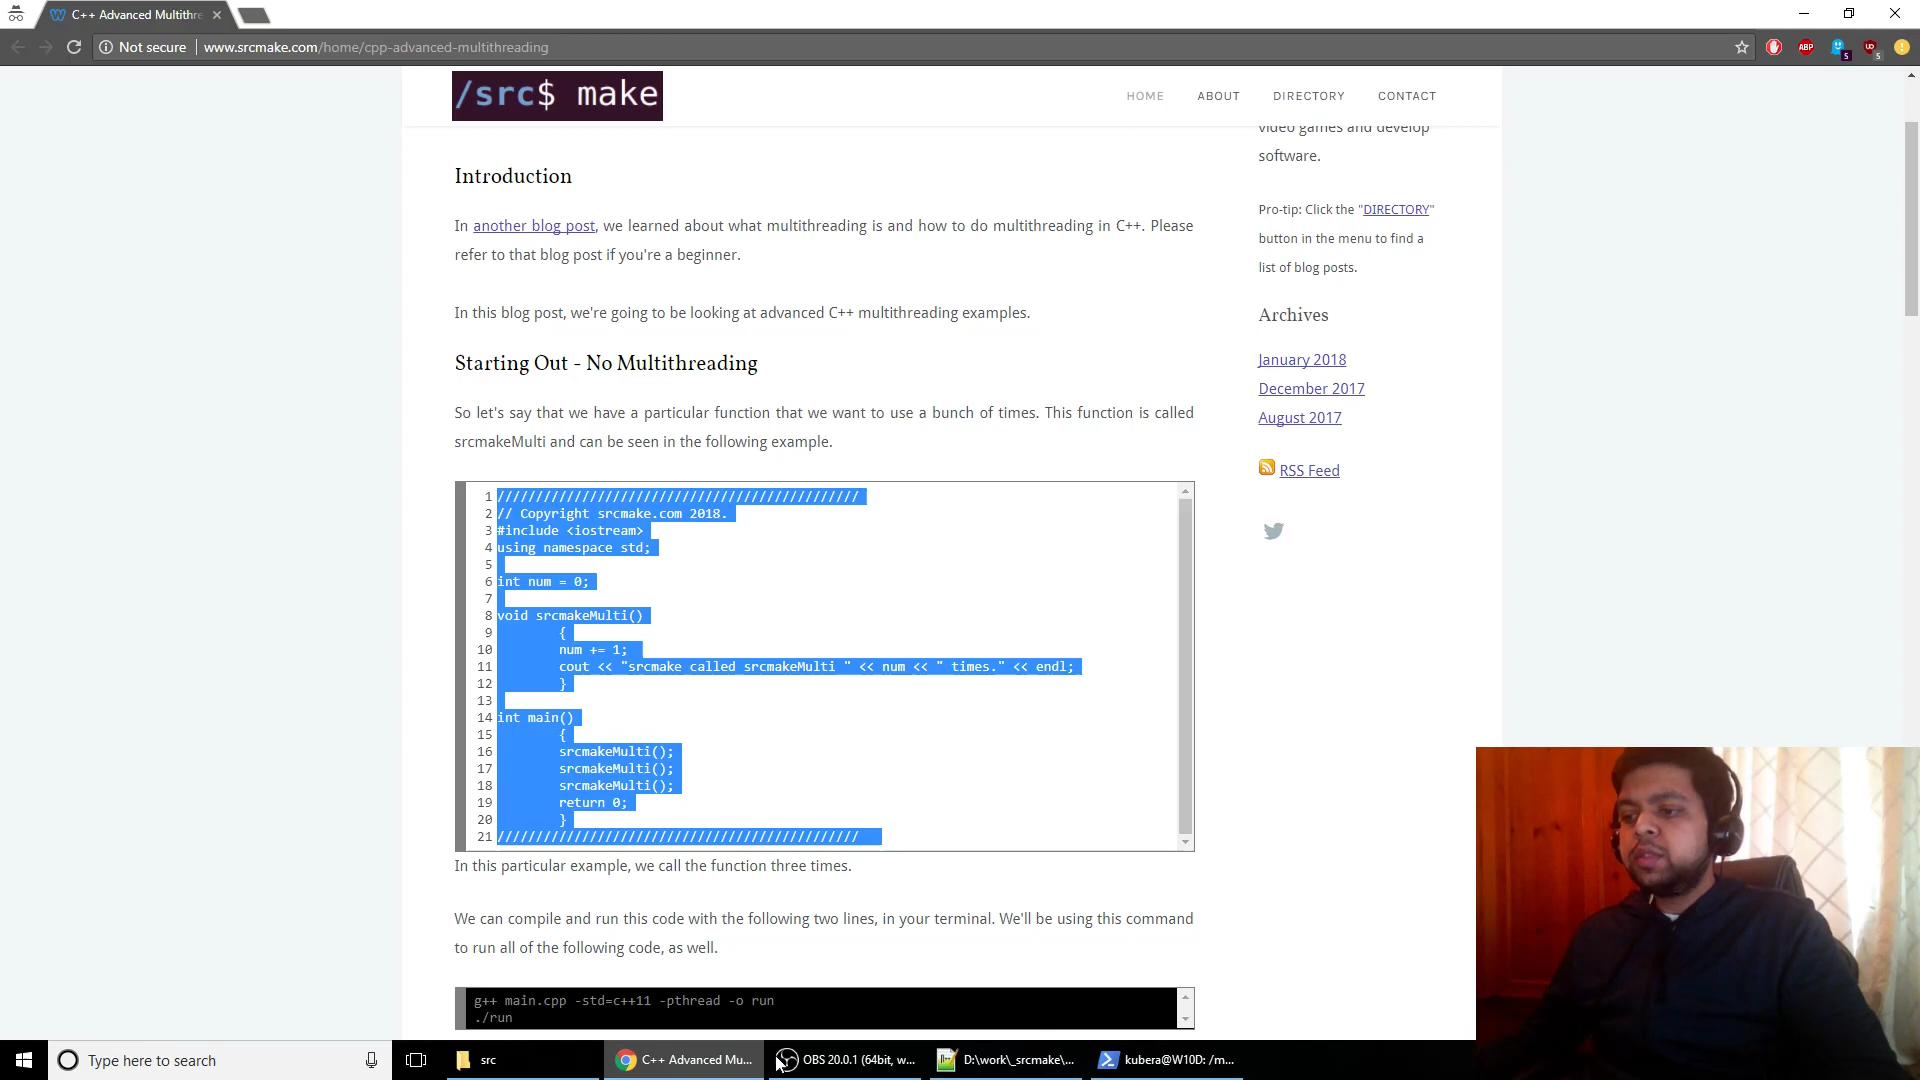 C++ Advanced Multithre
Not secure
www.srcmake.com/home/cpp-advanced-multithreading
ABP
5
UD
5
/src$ make
HOME
ABOUT
DIRECTORY
CONTACT
video games and develop
software.
Pro-tip: Click the "DIRECTORY"
button in the menu to find a
list of blog posts.
Archives
January 2018
December 2017
August 2017
RSS Feed
Introduction
In another blog post, we learned about what multithreading is and how to do multithreading in C++. Please
refer to that blog post if you're a beginner.
In this blog post, we're going to be looking at advanced C++ multithreading examples.
Starting Out - No Multithreading
So let's say that we have a particular function that we want to use a bunch of times. This function is called
srcmakeMulti and can be seen in the following example.
1 ///////////////////////////////////////////////
2 // Copyright srcmake.com 2018.
3 #include <iostream>
4 using namespace std;
5
6 int num = 0;
7
8 void srcmakeMulti()
9 {
10 num += 1;
11 cout << "srcmake called srcmakeMulti " << num << " times." << endl;
12 }
13
14 int main()
15 {
16 srcmakeMulti();
17 srcmakeMulti();
18 srcmakeMulti();
19 return 0;
20 }
21 ///////////////////////////////////////////////
In this particular example, we call the function three times.
We can compile and run this code with the following two lines, in your terminal. We'll be using this command
to run all of the following code, as well.
g++ main.cpp -std=c++11 -pthread -o run
./run
Type here to search
src
C++ Advanced Mu...
OBS 20.0.1 (64bit, w...
D:\work\_srcmake\...
kubera@W10D: /m...